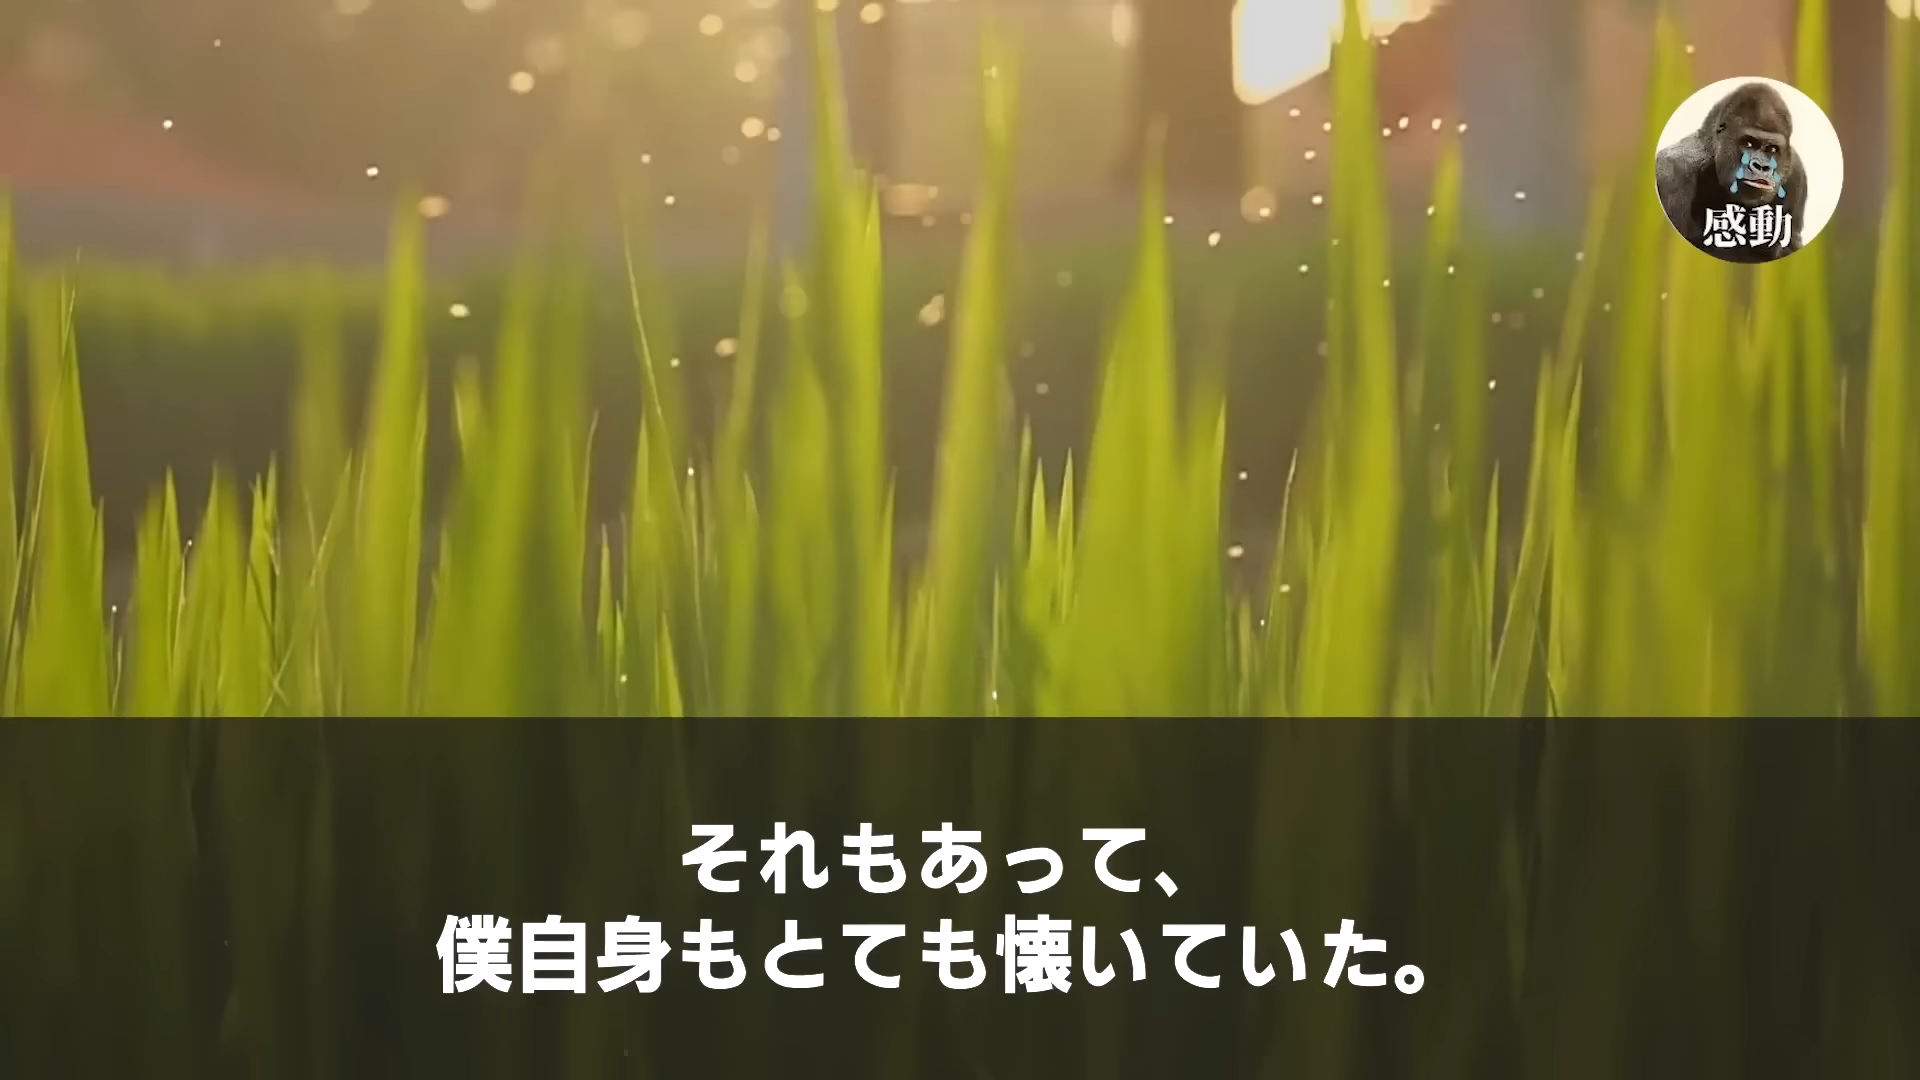 感動
それもあって、
僕自身もとても懐いていた。